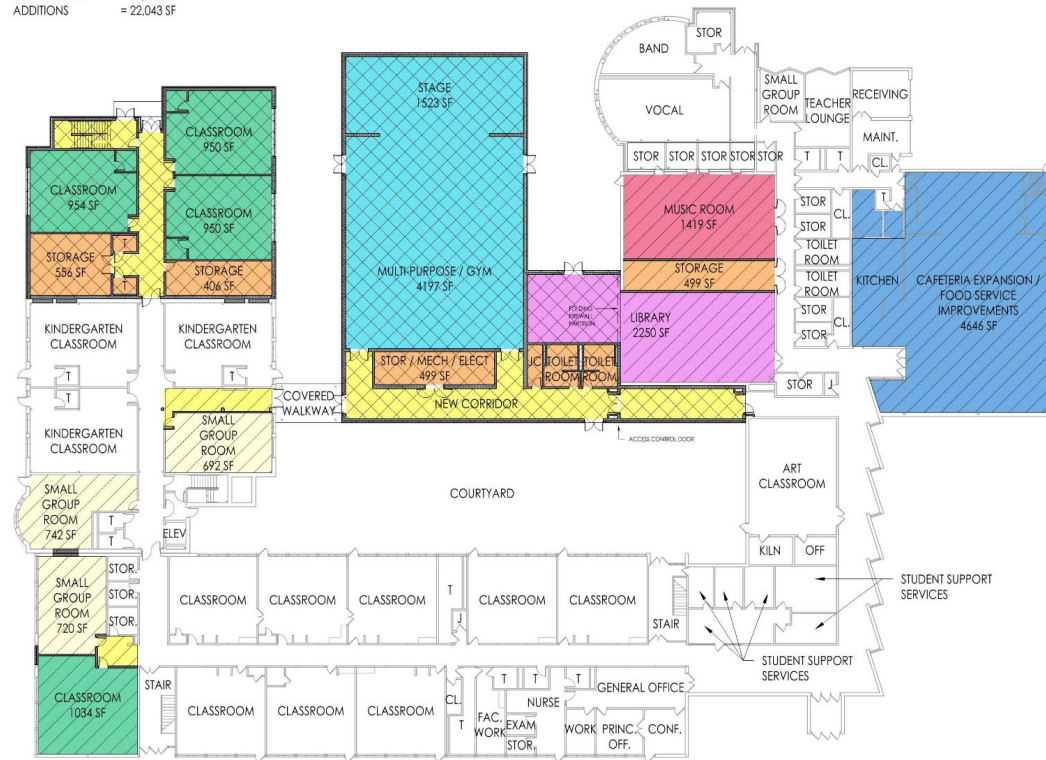 ADDITIONS = 22,043 SF
BAND
STOR
VOCAL
SMALL
GROUP
ROOM
TEACHER
LOUNGE
RECEIVING
MAINT.
CL.
T
T
STOR
STOR
STOR
STOR
STOR
STAGE
1523 SF
CLASSROOM
950 SF
CLASSROOM
954 SF
CLASSROOM
950 SF
STORAGE
556 SF
T
T
STORAGE
406 SF
MULTI-PURPOSE / GYM
4197 SF
MUSIC ROOM
1419 SF
STORAGE
499 SF
LIBRARY
2250 SF
FOLDING
FIREWALL
PARTITION
STOR
STOR
CL.
T
TOILET
ROOM
TOILET
ROOM
STOR
STOR
CL.
KITCHEN
CAFETERIA EXPANSION /
FOOD SERVICE
IMPROVEMENTS
4646 SF
KINDERGARTEN
CLASSROOM
KINDERGARTEN
CLASSROOM
T
T
STOR / MECH / ELECT
499 SF
JC
TOILET
ROOM
TOILET
ROOM
STOR
J.
COVERED
WALKWAY
NEW CORRIDOR
ACCESS CONTROL DOOR
KINDERGARTEN
CLASSROOM
SMALL
GROUP
ROOM
692 SF
ART
CLASSROOM
SMALL
GROUP
ROOM
742 SF
T
T
ELEV
COURTYARD
KILN
OFF
SMALL
GROUP
ROOM
720 SF
STOR.
STOR.
STOR.
CLASSROOM
CLASSROOM
CLASSROOM
T
J
CLASSROOM
CLASSROOM
STAIR
STUDENT SUPPORT
SERVICES
STUDENT SUPPORT
SERVICES
CLASSROOM
1034 SF
STAIR
CLASSROOM
CLASSROOM
CLASSROOM
CL.
T
FAC.
WORK
T
T
NURSE
EXAM
STOR.
GENERAL OFFICE
WORK
PRINC.
OFF.
CONF.